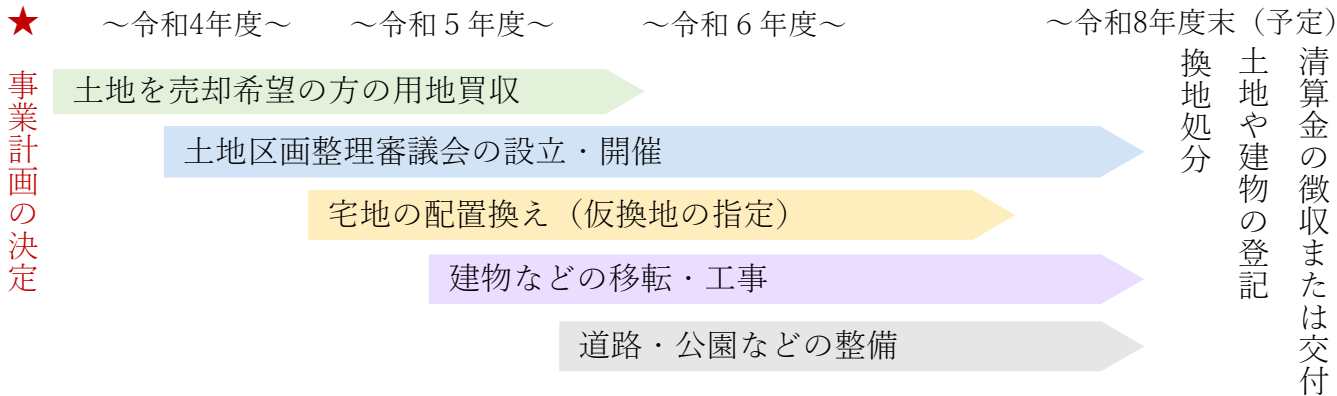 ★
～令和4年度～
～令和５年度～
～令和６年度～
～令和8年度末（予定）
事業計画の決定
土地を売却希望の方の用地買収
土地区画整理審議会の設立・開催
宅地の配置換え（仮換地の指定）
建物などの移転・工事
道路・公園などの整備
換地処分
土地や建物の登記
清算金の徴収または交付